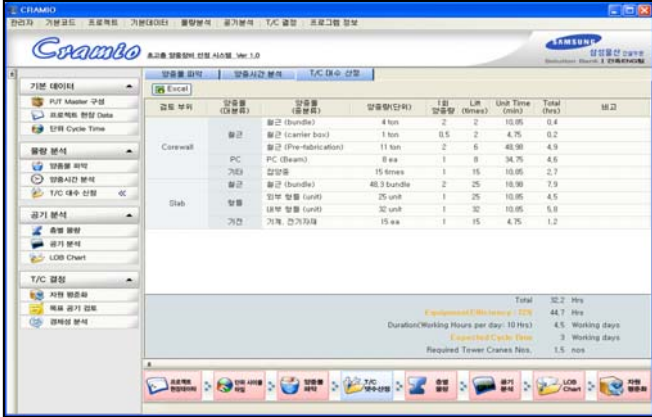 CRAMBO
관리자 기본코드 프로젝트 기본데이터 물량분석 공기분석 T/C 결정 프로그램 정보
Crambo 초고층 양중장비 선정 시스템 Ver 1.0
SAMSUNG
삼성물산 건설부문
기본 데이터
PJT Master 구성
프로젝트 현장 Data
단위 Cycle Time
물량 분석
양중물 파악
양중시간 분석
T/C 대수 산정
공기 분석
층별 물량
공기 분석
LOB Chart
T/C 결정
자원 평준화
목표 공기 검토
경제성 분석
양중물 파악 양중시간 분석 T/C 대수 산정
Excel
검토 부위 양중물 (대분류) 양중물 (중분류) 양중량(단위) 1회 양중량 Lift (times) Unit Time (min) Total (hrs) 비고
Corewall 철근 철근 (bundle) 4 ton 2 2 10,85 0,4
철근 (carrier box) 1 ton 0,5 2 4,75 0,2
철근 (Pre-fabrication) 11 ton 2 6 48,98 4,9
PC PC (Beam) 8 ea 1 8 34,75 4,6
기타 잡양중 15 times 1 15 10,85 2,7
Slab 철근 철근 (bundle) 48,3 bundle 2 25 18,98 7,9
형틀 외부 형틀 (unit) 25 unit 1 25 10,85 4,5
내부 형틀 (unit) 32 unit 1 32 10,85 5,8
기전 기계, 전기자재 15 ea 1 15 4,75 1,2
Total 32,2 Hrs
Equipment Efficiency : 72% 44,7 Hrs
Duration(Working Hours per day: 10 Hrs) 4,5 Working days
Expected Cycle Time 3 Working days
Required Tower Cranes Nos. 1,5 nos
프로젝트 현장데이터 단위 사이클 타임 양중물 파악 T/C 댓수산정 층별 물량 공기 분석 LOB Chart 자원 평준화